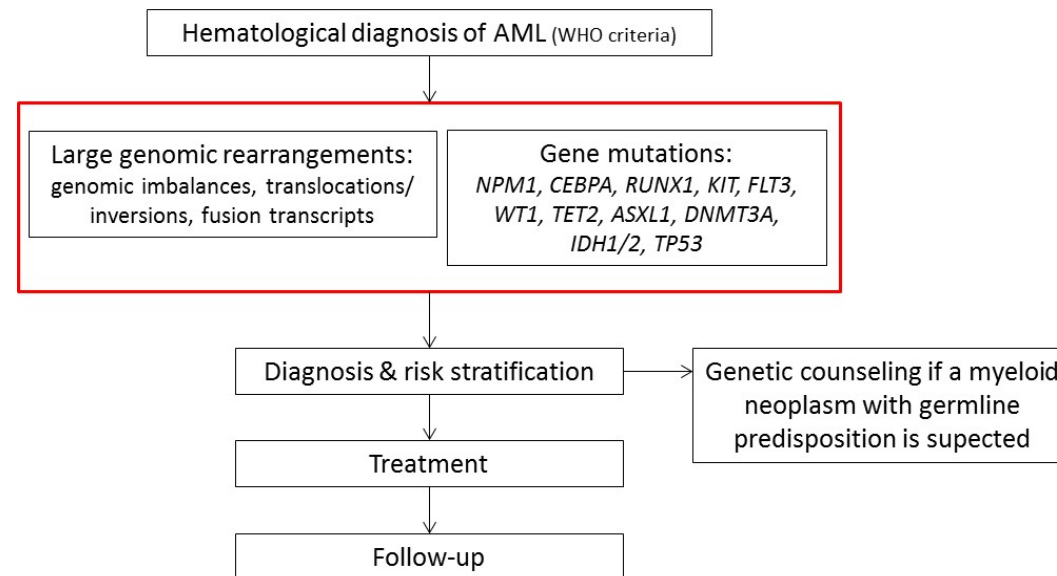 Hematological diagnosis of AML (WHO criteria)
Large genomic rearrangements:
genomic imbalances, translocations/
inversions, fusion transcripts
Gene mutations:
NPM1, CEBPA, RUNX1, KIT, FLT3,
WT1, TET2, ASXL1, DNMT3A,
IDH1/2, TP53
Diagnosis & risk stratification
Genetic counseling if a myeloid
neoplasm with germline
predisposition is supected
Treatment
Follow-up